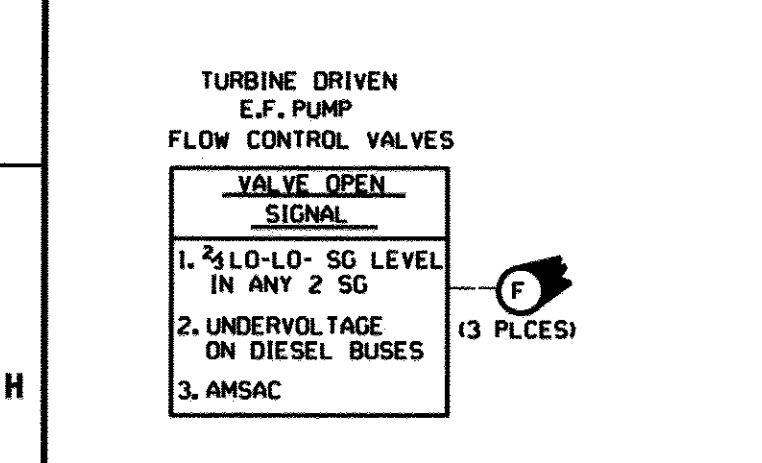 TURBINE DRIVEN
E.F. PUMP
FLOW CONTROL VALVES
VALVE OPEN
SIGNAL
1. 2/3 LO-LO- SG LEVEL
IN ANY 2 SG
F
2. UNDERVOLTAGE
ON DIESEL BUSES
(3 PLCES)
3. AMSAC
H